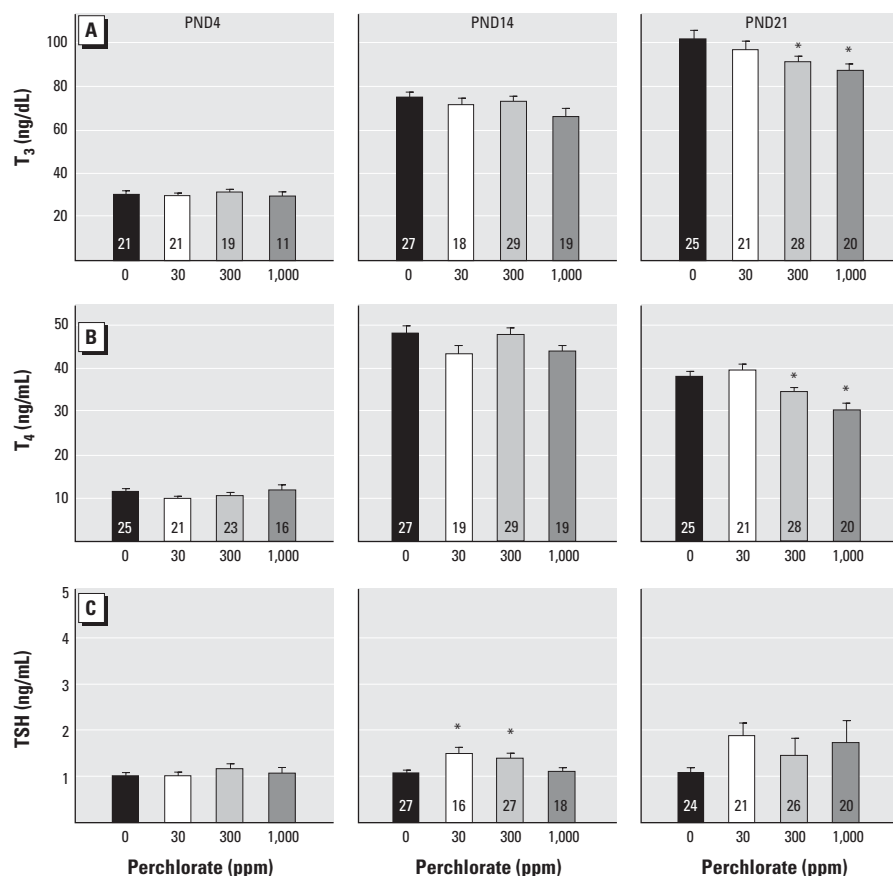 A PND4 PND14 PND21
T3 (ng/dL)
100
80
60
40
20
*
*
21 21 19 11 27 18 29 19 25 21 28 20
0 30 300 1,000 0 30 300 1,000 0 30 300 1,000
B
T4 (ng/mL)
50
40
30
20
10
*
*
25 21 23 16 27 19 29 19 25 21 28 20
0 30 300 1,000 0 30 300 1,000 0 30 300 1,000
C
TSH (ng/mL)
5
4
3
2
1
* *
27 16 27 18 24 21 26 20
0 30 300 1,000 0 30 300 1,000 0 30 300 1,000
Perchlorate (ppm) Perchlorate (ppm) Perchlorate (ppm)